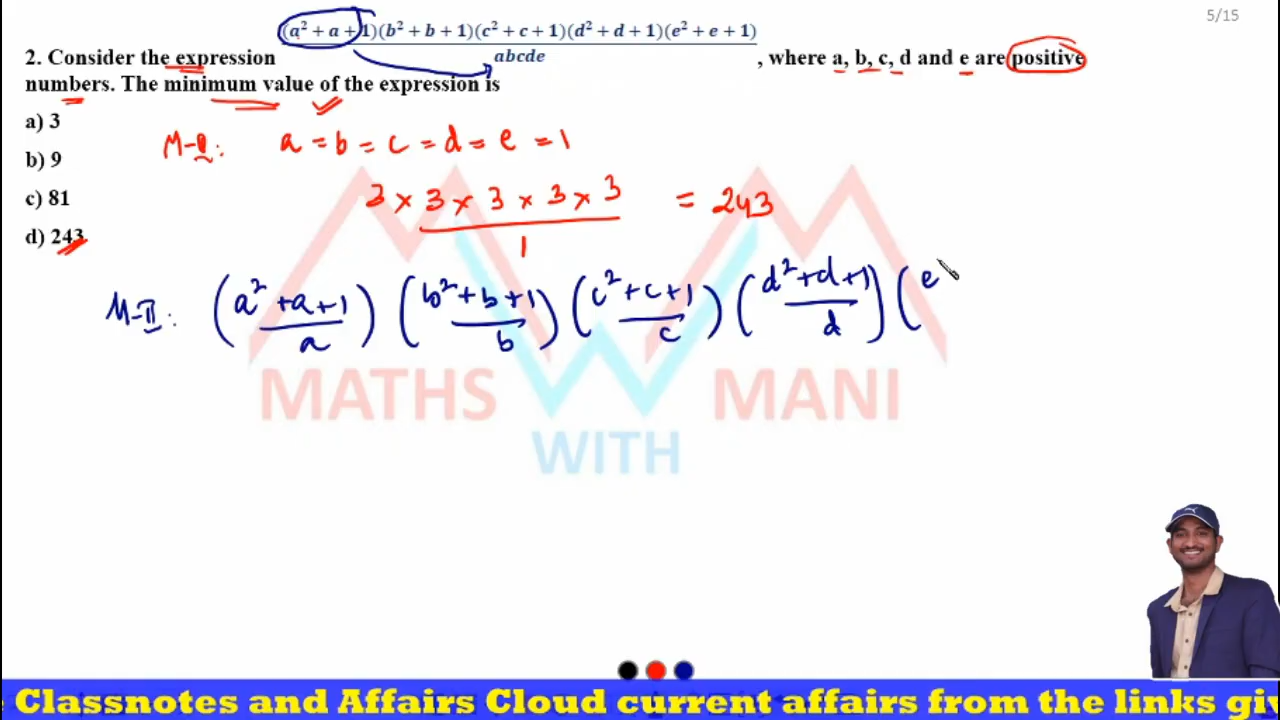 5/15
(a² + a + 1)(b² + b + 1)(c² + c + 1)(d² + d + 1)(e² + e + 1)
2. Consider the expression abcde , where a, b, c, d and e are positive
numbers. The minimum value of the expression is
a) 3
M-I: a = b = c = d = e = 1
b) 9
c) 81
3 × 3 × 3 × 3 × 3 = 243
d) 243
1
M-II: (a² + a + 1 / a) (b² + b + 1 / b) (c² + c + 1 / c) (d² + d + 1 / d) (e
MATHS
WITH
MANI
Classnotes and Affairs Cloud current affairs from the links giv